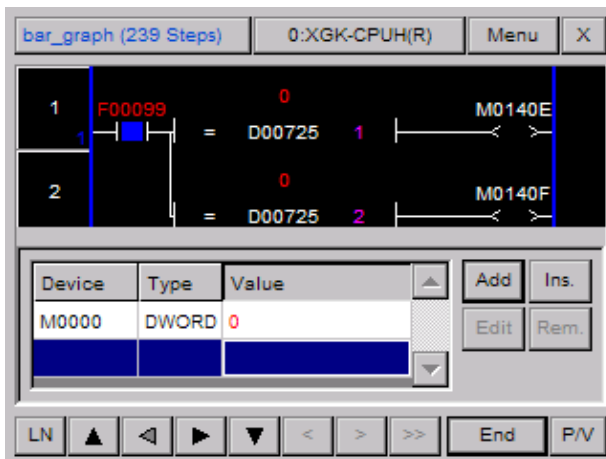 bar_graph (239 Steps) 0:XGK-CPUH(R) Menu X
1 F00099 0 M0140E
1 = D00725 1
2 0 M0140F
= D00725 2
Device Type Value Add Ins.
M0000 DWORD 0 Edit Rem.
LN < > >> End P/V